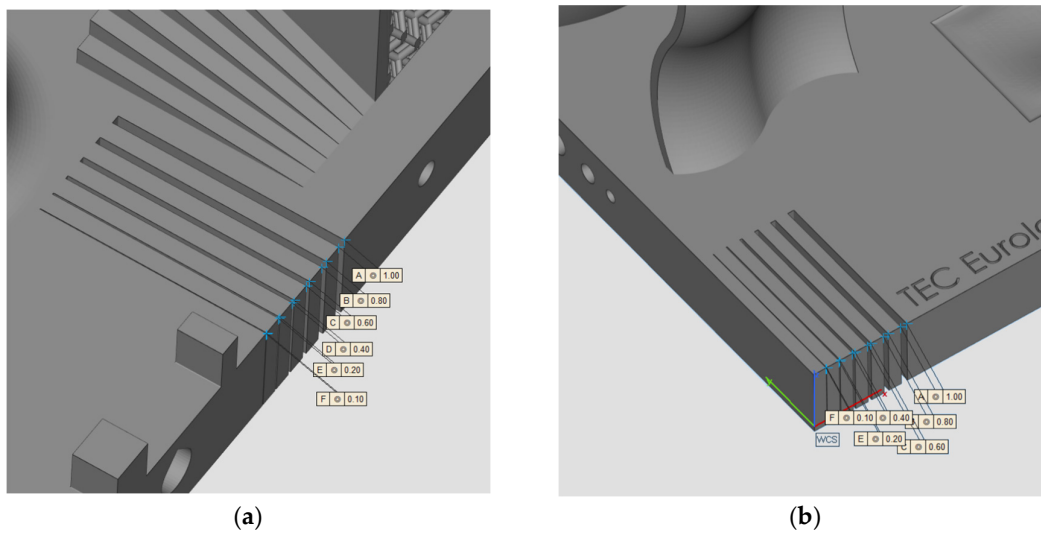 A ⌾ 1.00
B ⌾ 0.80
C ⌾ 0.60
D ⌾ 0.40
E ⌾ 0.20
F ⌾ 0.10
(a)
TEC Eurolo
A ⌾ 1.00
0.80
C ⌾ 0.60
F ⌾ 0.10 ⌾ 0.40
E ⌾ 0.20
WCS
(b)